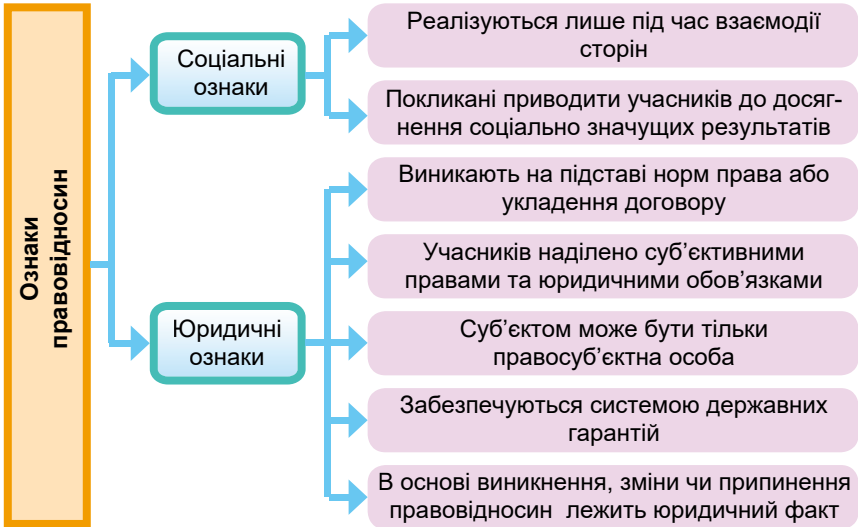 Ознаки
правовідносин
Соціальні
ознаки
Реалізуються лише під час взаємодії
сторін
Покликані приводити учасників до досяг-
нення соціально значущих результатів
Юридичні
ознаки
Виникають на підставі норм права або
укладення договору
Учасників наділено суб’єктивними
правами та юридичними обов’язками
Суб’єктом може бути тільки
правосуб’єктна особа
Забезпечуються системою державних
гарантій
В основі виникнення, зміни чи припинення
правовідносин лежить юридичний факт